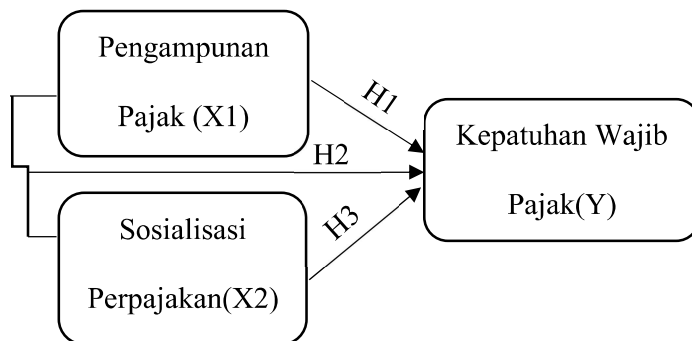 Pengampunan
Pajak (X1)
H1
Kepatuhan Wajib
Pajak(Y)
H2
Sosialisasi
Perpajakan(X2)
H3